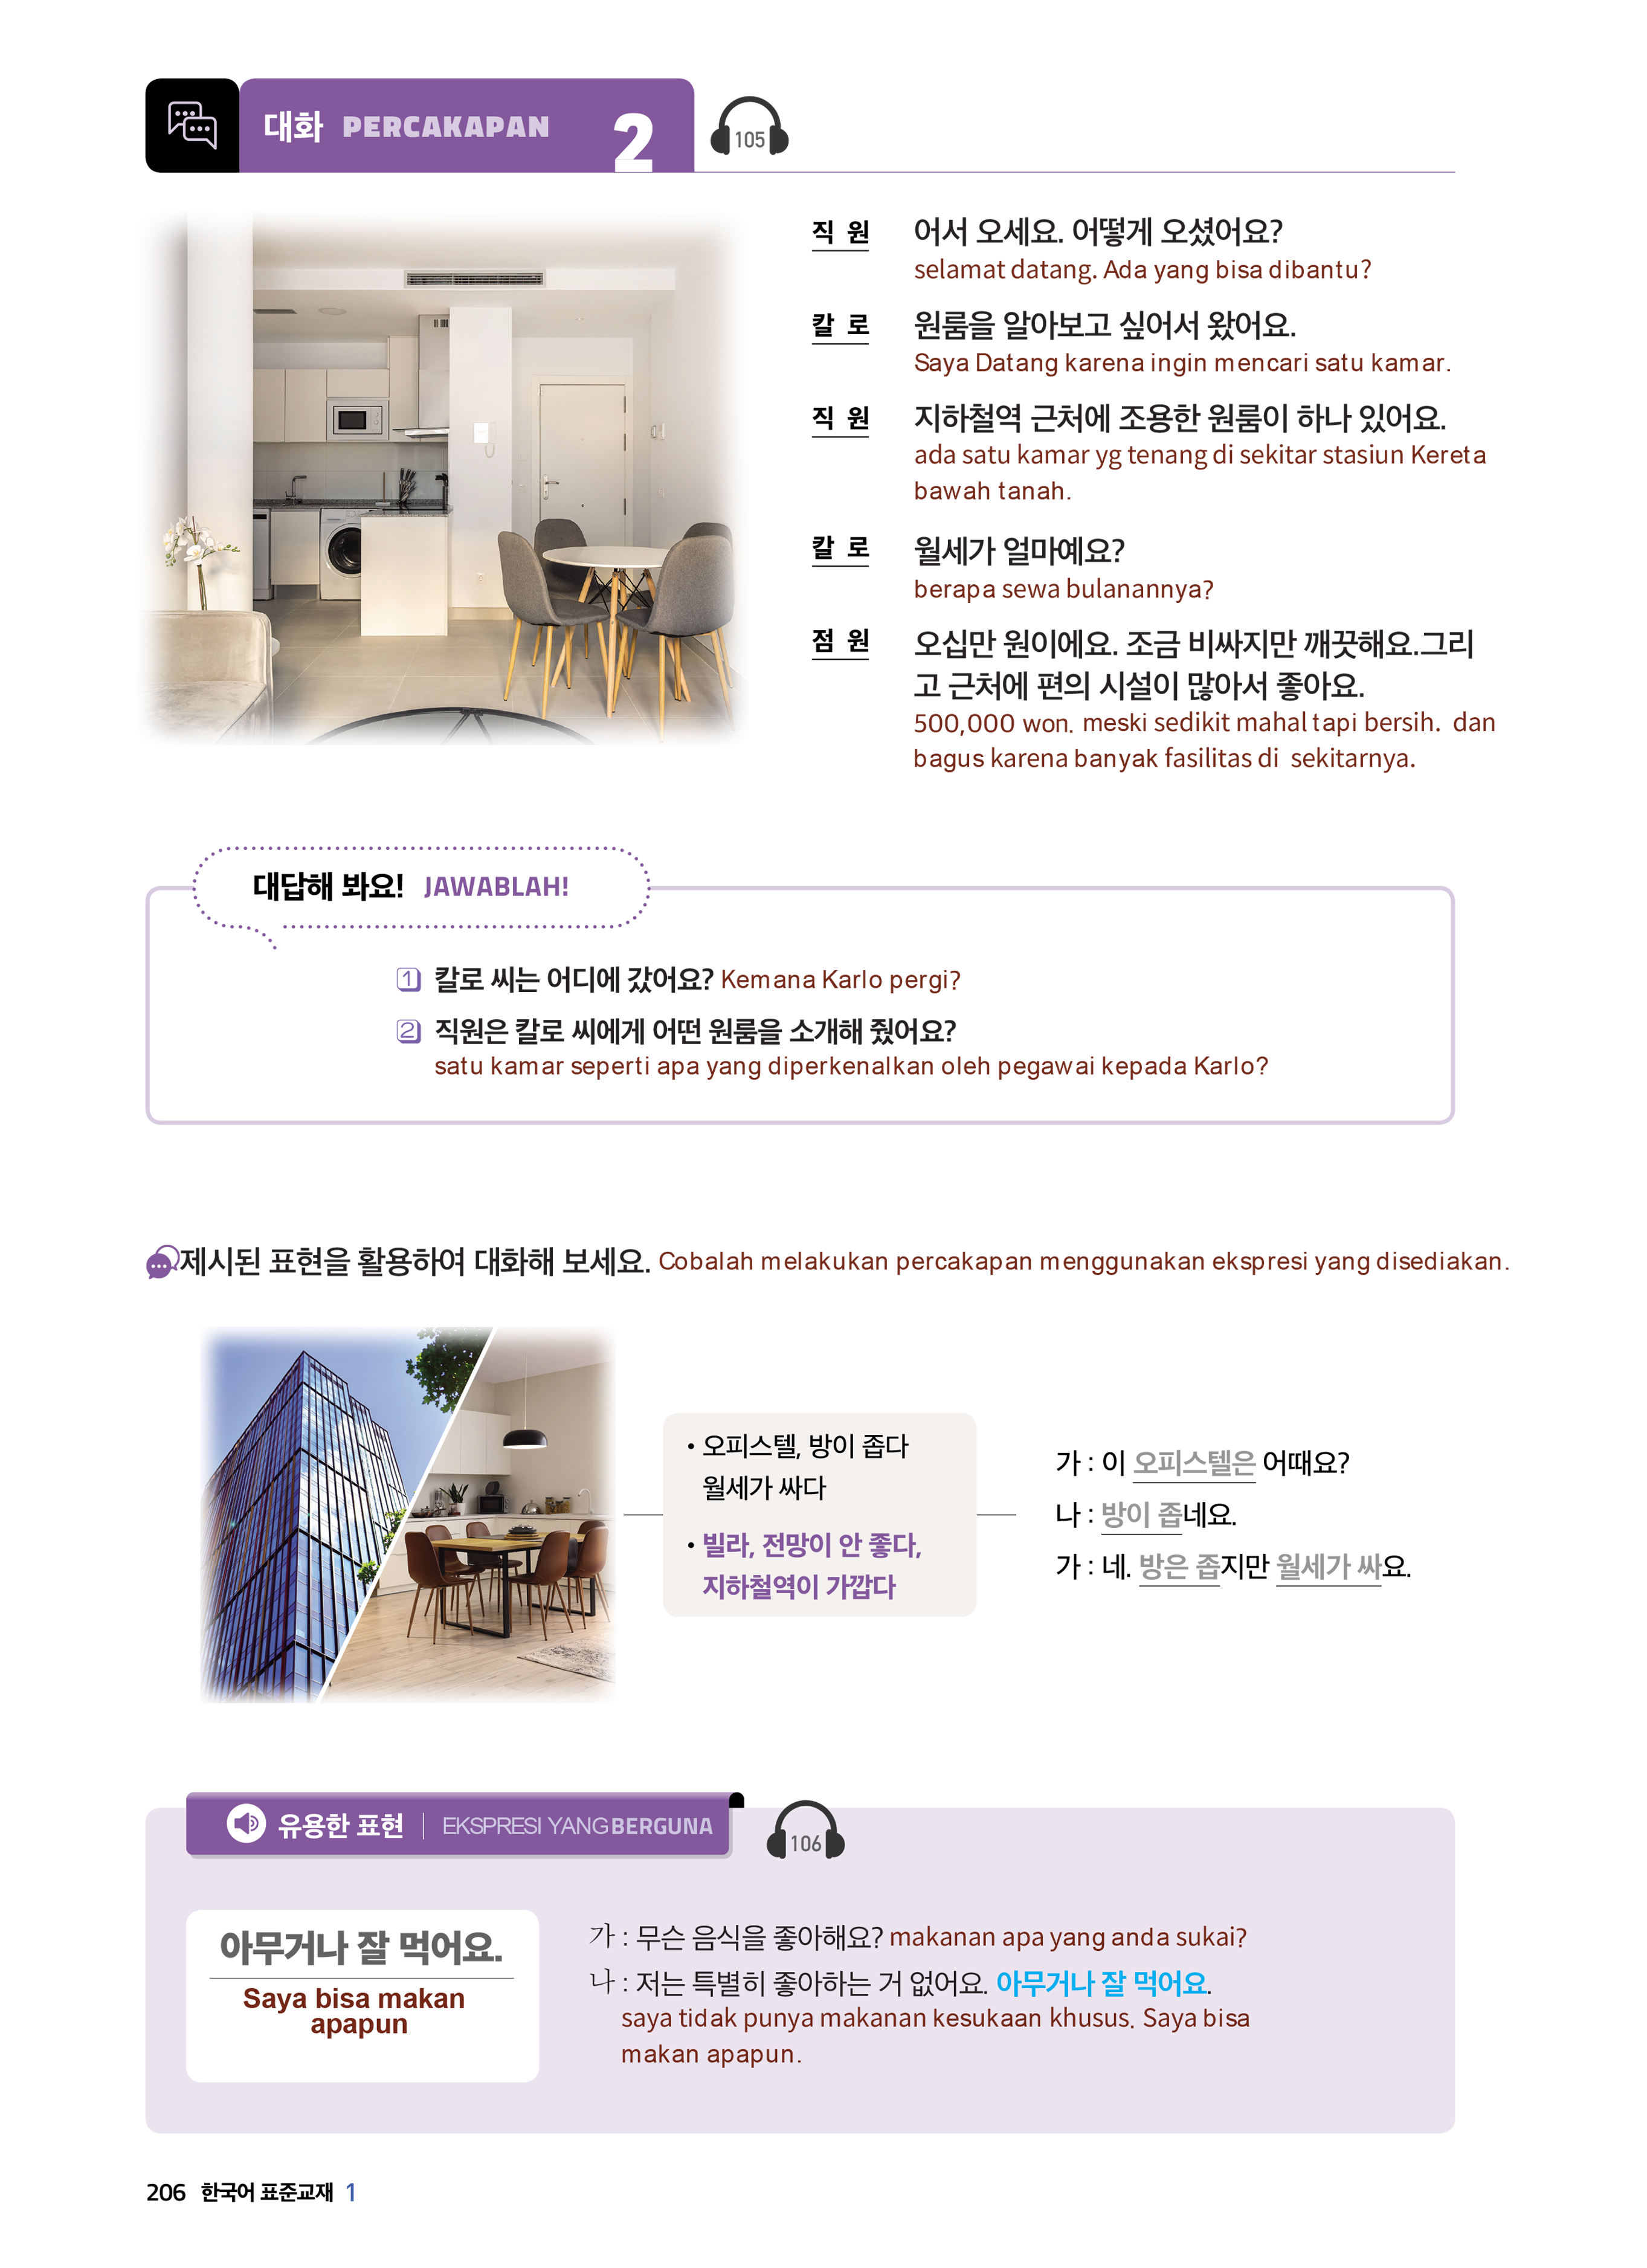 대화 PERCAKAPAN 2
105
직 원 어서 오세요. 어떻게 오셨어요?
selamat datang. Ada yang bisa dibantu?
칼 로 원룸을 알아보고 싶어서 왔어요.
Saya Datang karena ingin mencari satu kamar.
직 원 지하철역 근처에 조용한 원룸이 하나 있어요.
ada satu kamar yg tenang di sekitar stasiun Kereta
bawah tanah.
칼 로 월세가 얼마예요?
berapa sewa bulanannya?
점 원 오십만 원이에요. 조금 비싸지만 깨끗해요.그리
고 근처에 편의 시설이 많아서 좋아요.
500,000 won. meski sedikit mahal tapi bersih. dan
bagus karena banyak fasilitas di sekitarnya.
대답해 봐요! JAWABLAH!
1 칼로 씨는 어디에 갔어요? Kemana Karlo pergi?
2 직원은 칼로 씨에게 어떤 원룸을 소개해 줬어요?
satu kamar seperti apa yang diperkenalkan oleh pegawai kepada Karlo?
제시된 표현을 활용하여 대화해 보세요. Cobalah melakukan percakapan menggunakan ekspresi yang disediakan.
• 오피스텔, 방이 좁다
월세가 싸다
• 빌라, 전망이 안 좋다,
지하철역이 가깝다
가 : 이 오피스텔은 어때요?
나 : 방이 좁네요.
가 : 네. 방은 좁지만 월세가 싸요.
유용한 표현 EKSPRESI YANG BERGUNA
106
아무거나 잘 먹어요.
Saya bisa makan
apapun
가 : 무슨 음식을 좋아해요? makanan apa yang anda sukai?
나 : 저는 특별히 좋아하는 거 없어요. 아무거나 잘 먹어요.
saya tidak punya makanan kesukaan khusus. Saya bisa
makan apapun.
206 한국어 표준교재 1